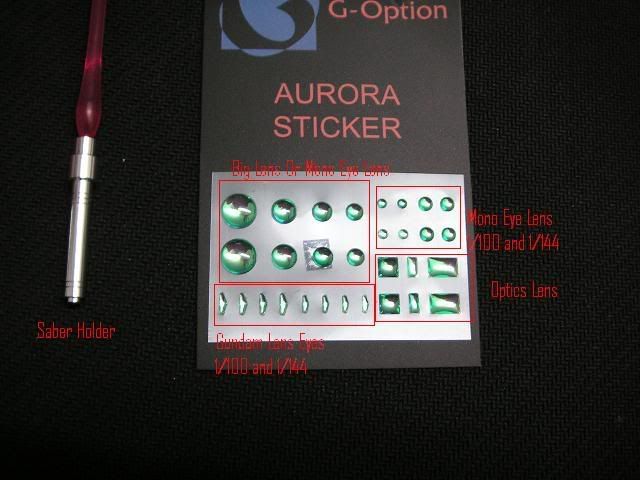 G-Option
AURORA
STICKER
Big Lens Or Mono Eye Lens
Mono Eye Lens
1/100 and 1/144
Optics Lens
Saber Holder
Gundam Lens Eyes
1/100 and 1/144